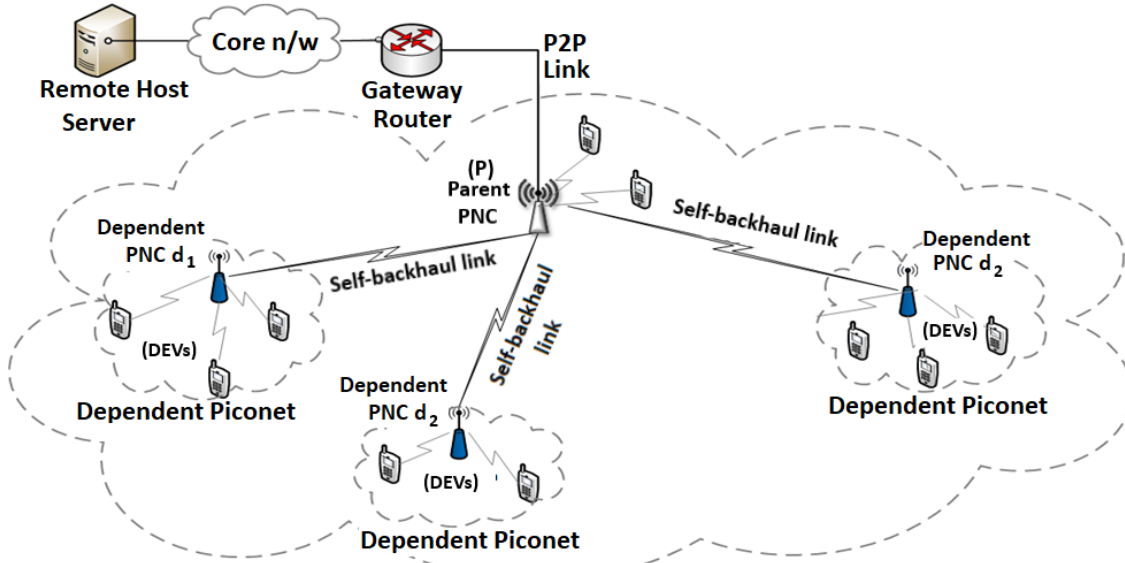 Core n/w
P2P
Link
Remote Host
Server
Gateway
Router
(P)
Parent
PNC
Self-backhaul link
Dependent
PNC d1
Self-backhaul link
Self-backhaul
link
Dependent
PNC d2
(DEVs)
(DEVs)
Dependent Piconet
Dependent
PNC d2
Dependent Piconet
(DEVs)
Dependent Piconet